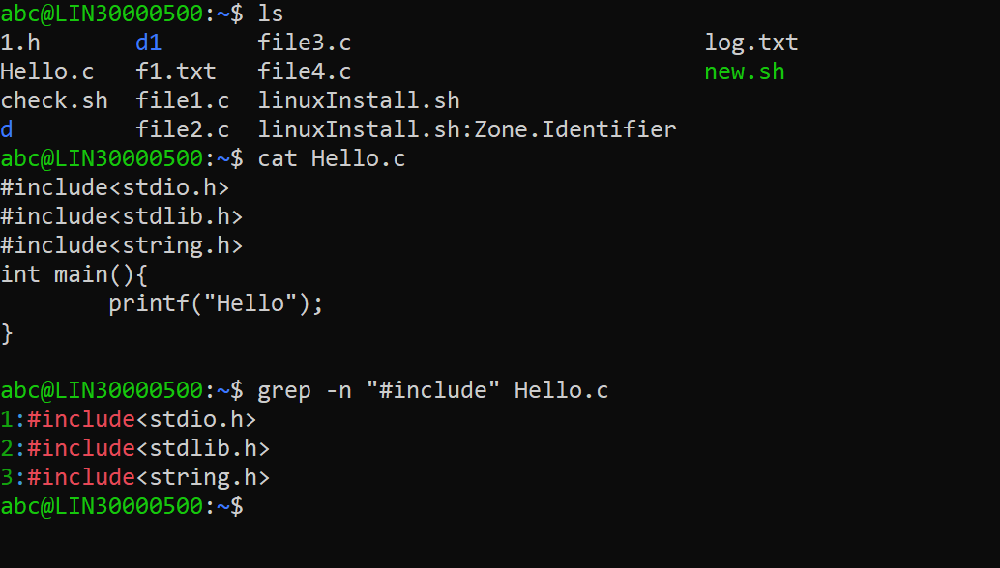 abc@LIN30000500:~$ ls
1.h       d1       file3.c                           log.txt
Hello.c   f1.txt   file4.c                           new.sh
check.sh  file1.c  linuxInstall.sh
d         file2.c  linuxInstall.sh:Zone.Identifier
abc@LIN30000500:~$ cat Hello.c
#include<stdio.h>
#include<stdlib.h>
#include<string.h>
int main(){
        printf("Hello");
}
abc@LIN30000500:~$ grep -n "#include" Hello.c
1:#include<stdio.h>
2:#include<stdlib.h>
3:#include<string.h>
abc@LIN30000500:~$